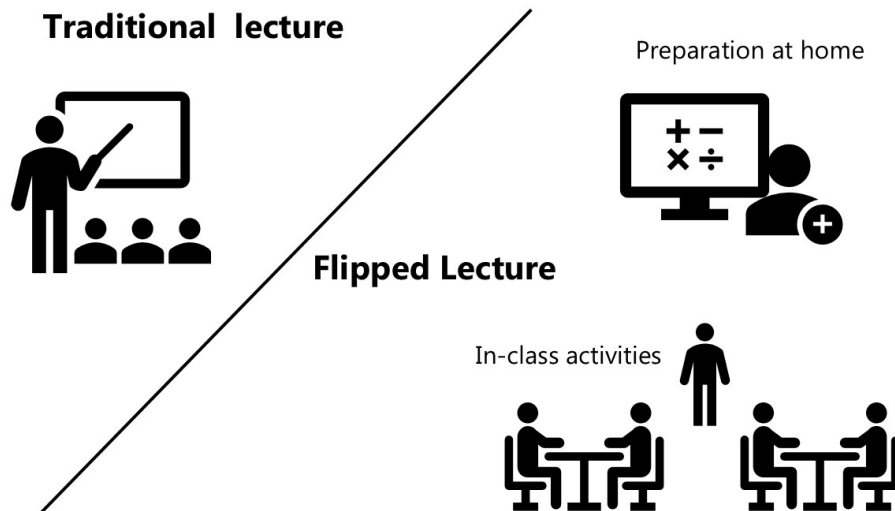 Traditional lecture
Preparation at home
+ −
× ÷
Flipped Lecture
In-class activities